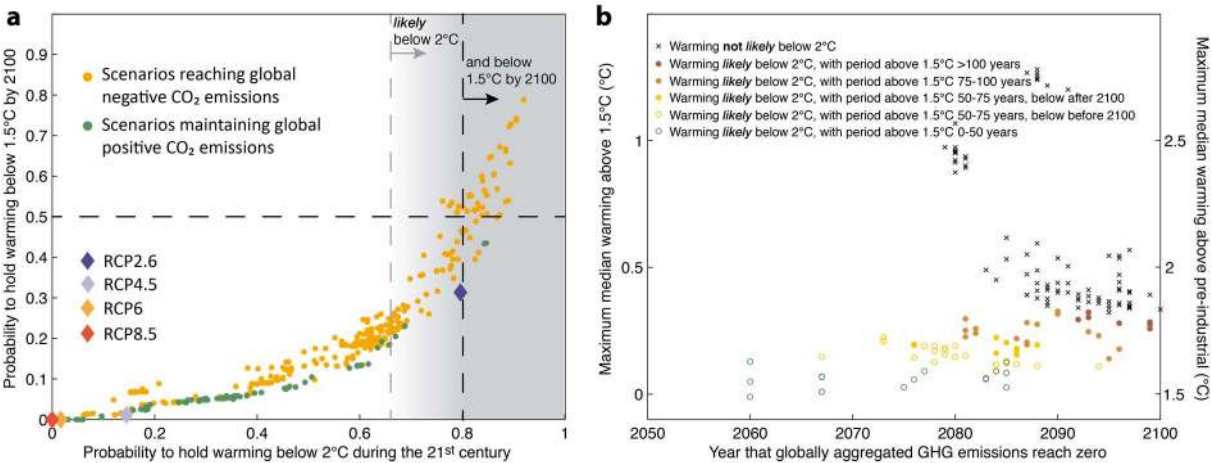 a
Probability to hold warming below 1.5°C by 2100
0.9
0.8
0.7
0.6
0.5
0.4
0.3
0.2
0.1
0
likely
below 2°C
and below
1.5°C by 2100
Scenarios reaching global
negative CO₂ emissions
Scenarios maintaining global
positive CO₂ emissions
RCP2.6
RCP4.5
RCP6
RCP8.5
0 0.2 0.4 0.6 0.8 1
Probability to hold warming below 2°C during the 21st century
b
Maximum median warming above 1.5°C (°C)
1
0.5
0
Warming not likely below 2°C
Warming likely below 2°C, with period above 1.5°C >100 years
Warming likely below 2°C, with period above 1.5°C 75-100 years
Warming likely below 2°C, with period above 1.5°C 50-75 years, below after 2100
Warming likely below 2°C, with period above 1.5°C 50-75 years, below before 2100
Warming likely below 2°C, with period above 1.5°C 0-50 years
2.5
2
1.5
Maximum median warming above pre-industrial (°C)
2050 2060 2070 2080 2090 2100
Year that globally aggregated GHG emissions reach zero